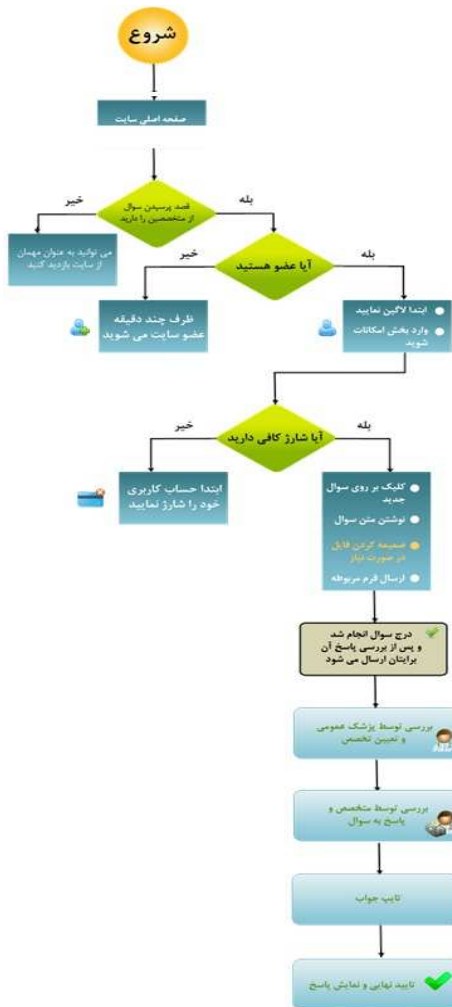 شروع
صفحه اصلی سایت
قصد پرسیدن سوال
از متخصصین را دارید
بله
خیر
می توانید به عنوان مهمان
از سایت بازدید کنید
آیا عضو هستید
بله
خیر
ظرف چند دقیقه
عضو سایت می شوید
ابتدا لاگین نمایید
وارد بخش امکانات
شوید
آیا شارژ کافی دارید
بله
خیر
ابتدا حساب کاربری
خود را شارژ نمایید
کلیک بر روی سوال
جدید
نوشتن متن سوال
ضمیمه کردن فایل
در صورت نیاز
ارسال فرم مربوطه
درج سوال انجام شد
و پس از بررسی پاسخ آن
برایتان ارسال می شود
بررسی توسط پزشک عمومی
و تعیین تخصص
بررسی توسط متخصص و
پاسخ به سوال
تایپ جواب
تایید نهایی و نمایش پاسخ